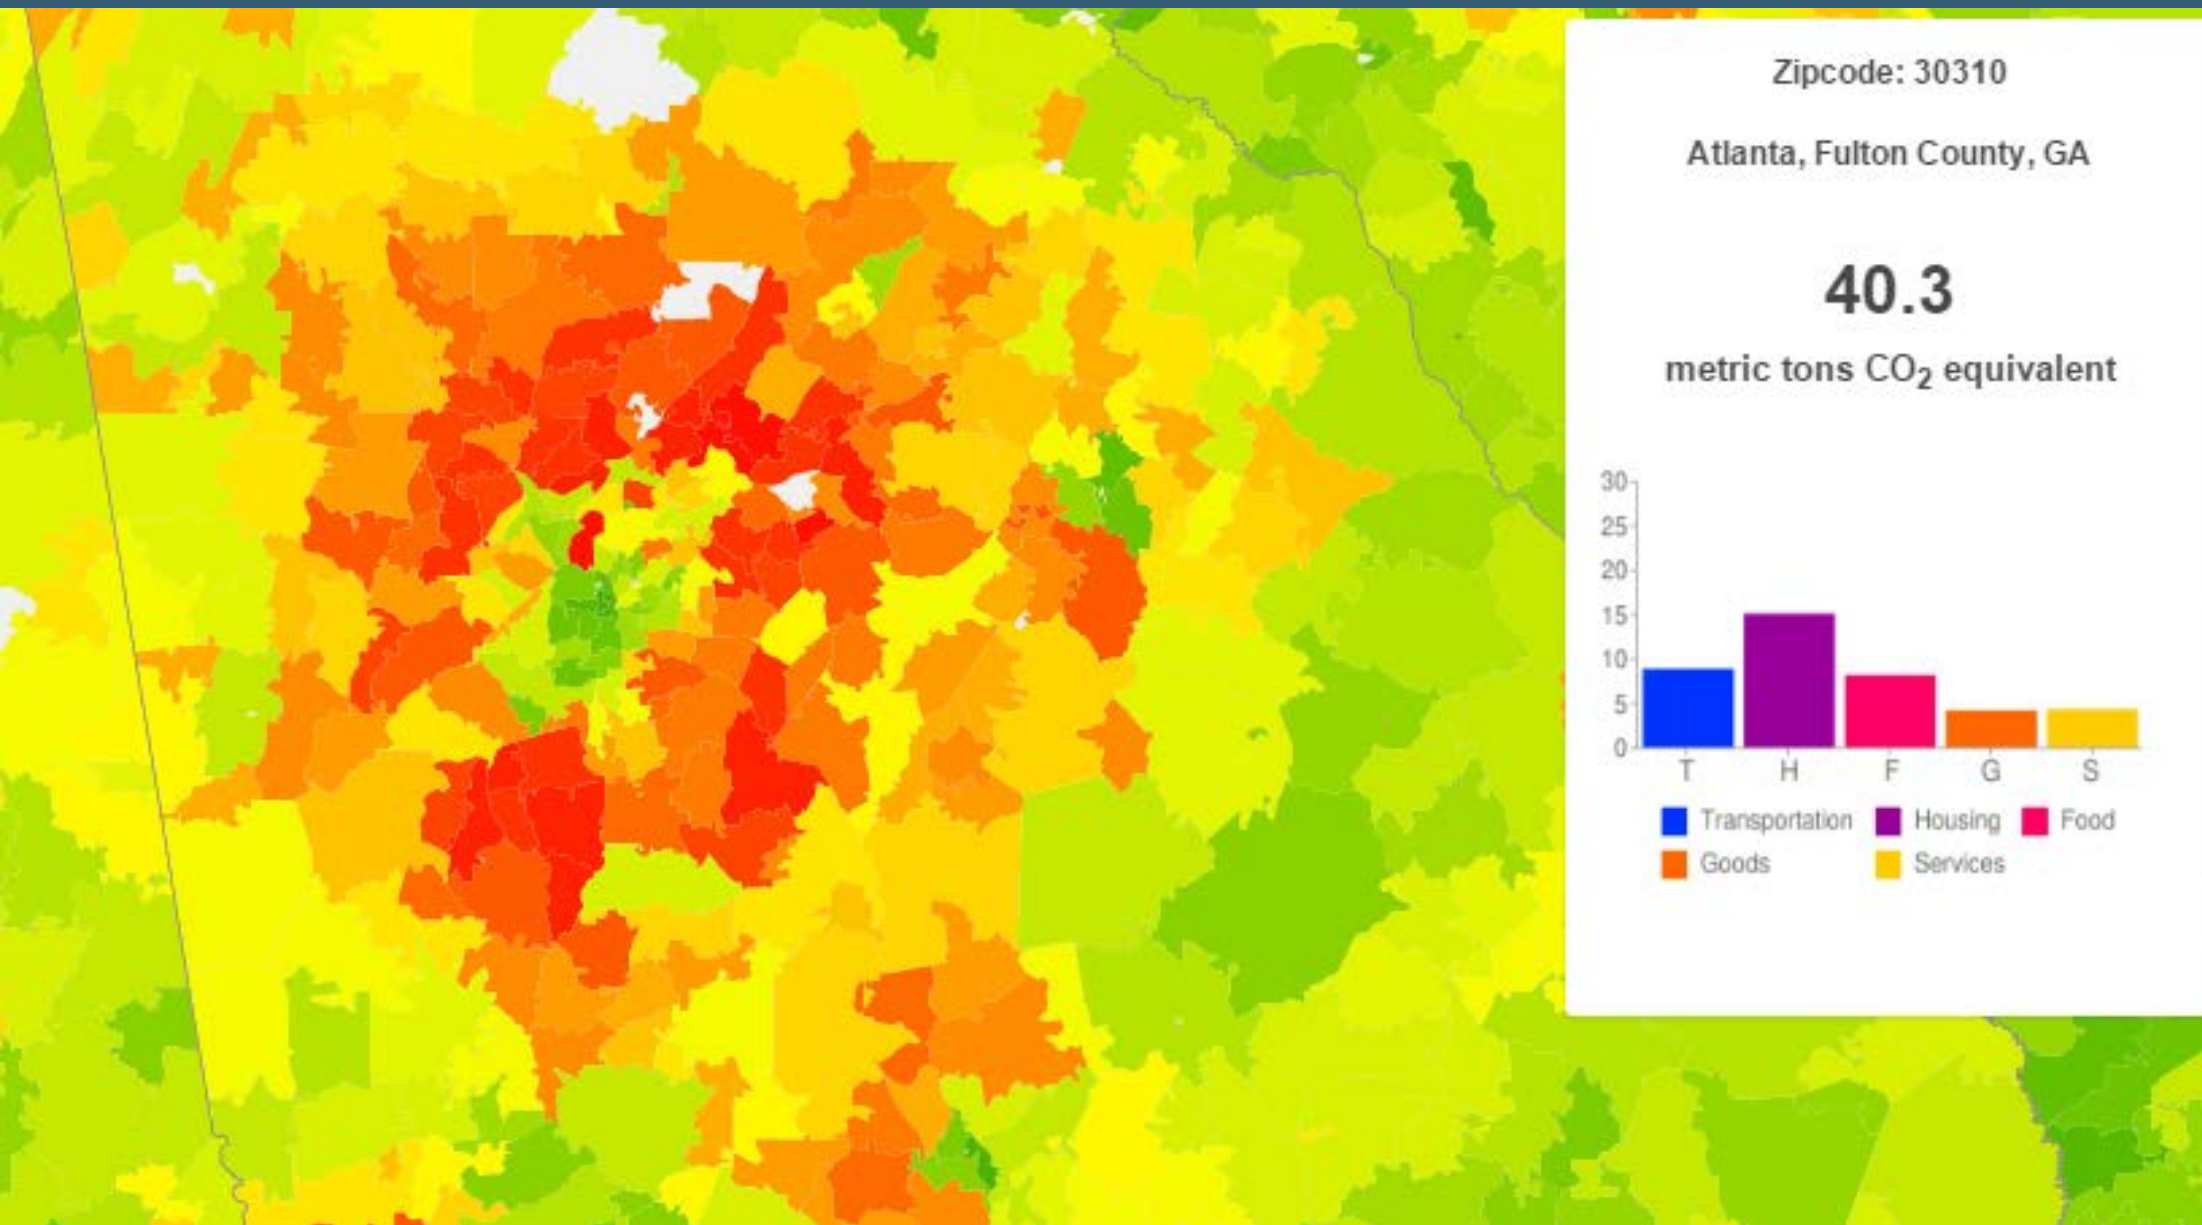 Zipcode: 30310
Atlanta, Fulton County, GA
40.3
metric tons CO₂ equivalent
30
25
20
15
10
5
0
T H F G S
Transportation Housing Food
Goods Services